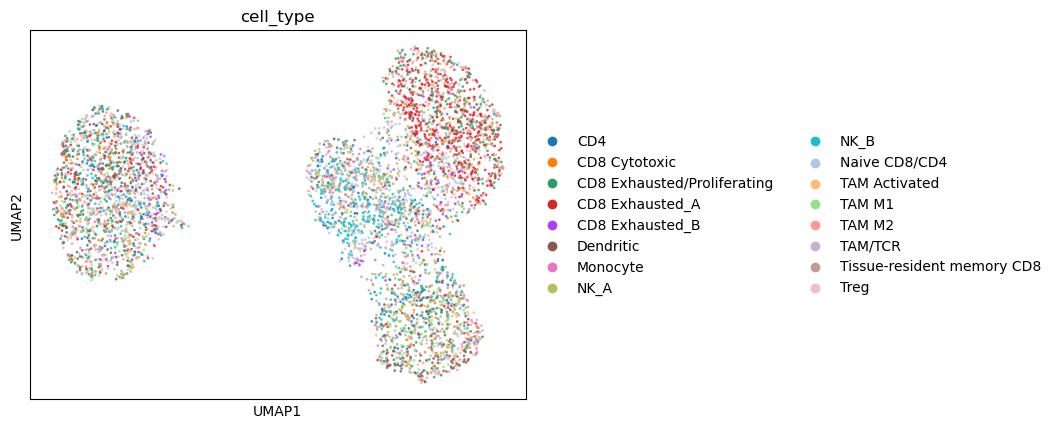 cell_type
UMAP2
UMAP1
CD4
CD8 Cytotoxic
CD8 Exhausted/Proliferating
CD8 Exhausted_A
CD8 Exhausted_B
Dendritic
Monocyte
NK_A
NK_B
Naive CD8/CD4
TAM Activated
TAM M1
TAM M2
TAM/TCR
Tissue-resident memory CD8
Treg